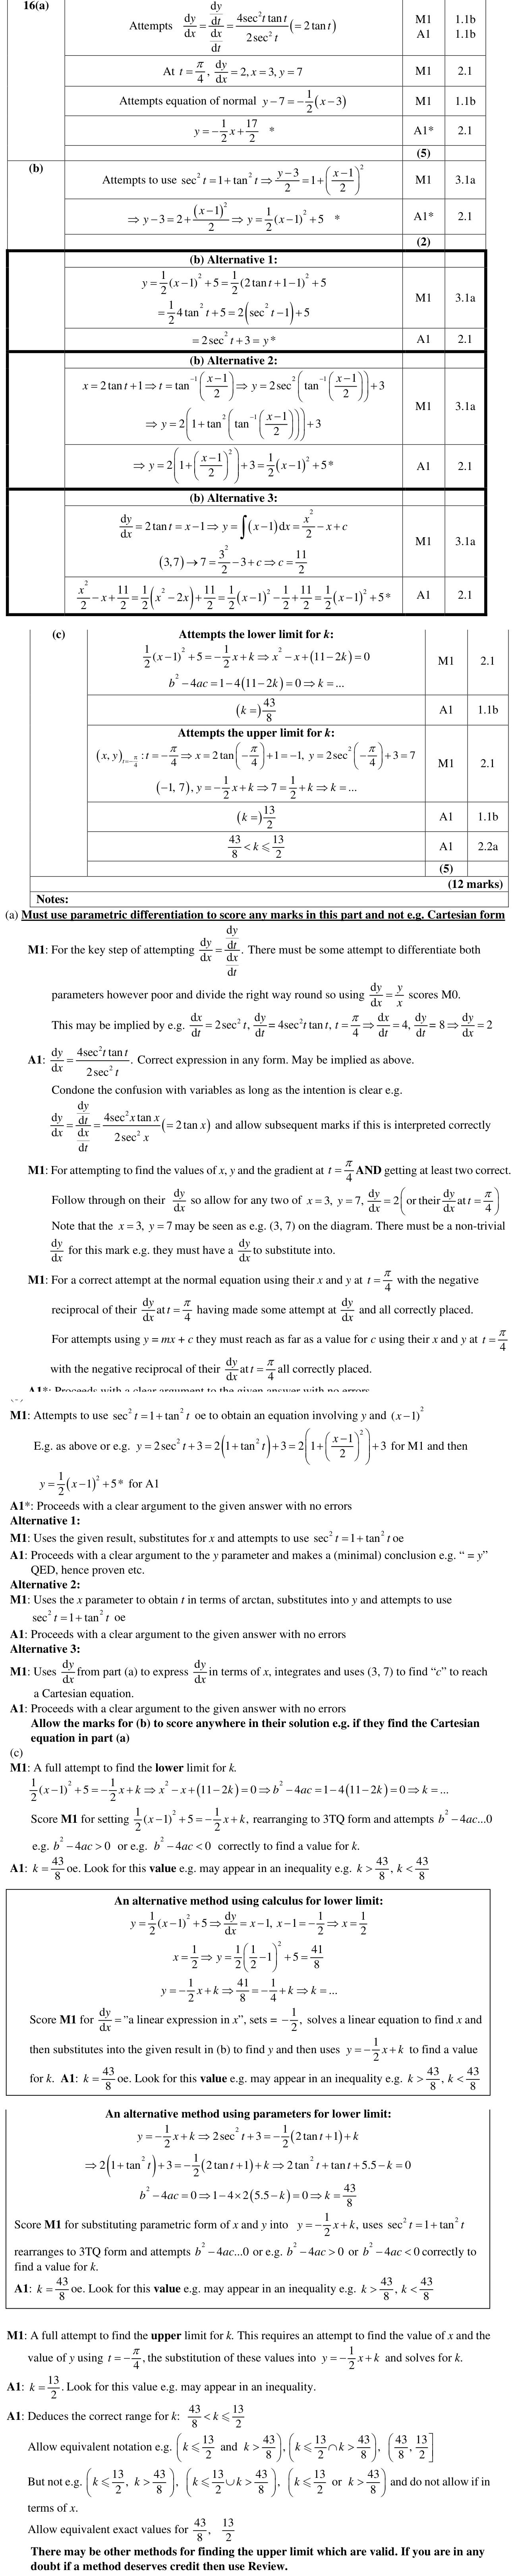 16(a)
Attempts dy/dx = (dy/dt)/(dx/dt) = 4sec²t tan t / 2sec²t (= 2 tan t)
M1 A1
1.1b 1.1b
At t = π/4, dy/dx = 2, x = 3, y = 7
M1
2.1
Attempts equation of normal y − 7 = −1/2(x − 3)
M1
1.1b
y = −1/2 x + 17/2 *
A1*
2.1
(5)
(b)
Attempts to use sec² t = 1 + tan² t ⇒ (y−3)/2 = 1 + ((x−1)/2)²
M1
3.1a
⇒ y − 3 = 2 + (x−1)²/2 ⇒ y = 1/2(x−1)² + 5 *
A1*
2.1
(2)
(b) Alternative 1:
y = 1/2(x−1)² + 5 = 1/2(2 tan t + 1 − 1)² + 5
= 1/2 4 tan² t + 5 = 2(sec² t − 1) + 5
M1
3.1a
= 2sec² t + 3 = y *
A1
2.1
(b) Alternative 2:
x = 2 tan t + 1 ⇒ t = tan⁻¹((x−1)/2) ⇒ y = 2sec²(tan⁻¹((x−1)/2)) + 3
⇒ y = 2(1 + tan²(tan⁻¹((x−1)/2))) + 3
M1
3.1a
⇒ y = 2(1 + ((x−1)/2)²) + 3 = 1/2(x−1)² + 5*
A1
2.1
(b) Alternative 3:
dy/dx = 2 tan t = x − 1 ⇒ y = ∫(x−1)dx = x²/2 − x + c
(3,7) → 7 = 3²/2 − 3 + c ⇒ c = 11/2
M1
3.1a
x²/2 − x + 11/2 = 1/2(x² − 2x) + 11/2 = 1/2(x−1)² − 1/2 + 11/2 = 1/2(x−1)² + 5*
A1
2.1
(c)
Attempts the lower limit for k:
1/2(x−1)² + 5 = −1/2 x + k ⇒ x² − x + (11 − 2k) = 0
b² − 4ac = 1 − 4(11 − 2k) = 0 ⇒ k = ...
M1
2.1
(k =) 43/8
A1
1.1b
Attempts the upper limit for k:
(x, y) t=−π/4 : t = −π/4 ⇒ x = 2 tan(−π/4) + 1 = −1, y = 2sec²(−π/4) + 3 = 7
(−1, 7), y = −1/2 x + k ⇒ 7 = 1/2 + k ⇒ k = ...
M1
2.1
(k =) 13/2
A1
1.1b
43/8 < k ⩽ 13/2
A1
2.2a
(5)
(12 marks)
Notes:
(a) Must use parametric differentiation to score any marks in this part and not e.g. Cartesian form
M1: For the key step of attempting dy/dx = (dy/dt)/(dx/dt). There must be some attempt to differentiate both
parameters however poor and divide the right way round so using dy/dx = y/x scores M0.
This may be implied by e.g. dx/dt = 2sec² t, dy/dt = 4sec²t tan t, t = π/4 ⇒ dx/dt = 4, dy/dt = 8 ⇒ dy/dx = 2
A1: dy/dx = 4sec²t tan t / 2sec² t. Correct expression in any form. May be implied as above.
Condone the confusion with variables as long as the intention is clear e.g.
dy/dx = (dy/dt)/(dx/dt) = 4sec²x tan x / 2sec² x (= 2 tan x) and allow subsequent marks if this is interpreted correctly
M1: For attempting to find the values of x, y and the gradient at t = π/4 AND getting at least two correct.
Follow through on their dy/dx so allow for any two of x = 3, y = 7, dy/dx = 2 (or their dy/dx at t = π/4)
Note that the x = 3, y = 7 may be seen as e.g. (3, 7) on the diagram. There must be a non-trivial
dy/dx for this mark e.g. they must have a dy/dx to substitute into.
M1: For a correct attempt at the normal equation using their x and y at t = π/4 with the negative
reciprocal of their dy/dx at t = π/4 having made some attempt at dy/dx and all correctly placed.
For attempts using y = mx + c they must reach as far as a value for c using their x and y at t = π/4
with the negative reciprocal of their dy/dx at t = π/4 all correctly placed.
A1*: Proceeds with a clear argument to the given answer with no errors
M1: Attempts to use sec² t = 1 + tan² t oe to obtain an equation involving y and (x−1)²
E.g. as above or e.g. y = 2sec² t + 3 = 2(1 + tan² t) + 3 = 2(1 + ((x−1)/2)²) + 3 for M1 and then
y = 1/2(x−1)² + 5* for A1
A1*: Proceeds with a clear argument to the given answer with no errors
Alternative 1:
M1: Uses the given result, substitutes for x and attempts to use sec² t = 1 + tan² t oe
A1: Proceeds with a clear argument to the y parameter and makes a (minimal) conclusion e.g. “ = y”
QED, hence proven etc.
Alternative 2:
M1: Uses the x parameter to obtain t in terms of arctan, substitutes into y and attempts to use
sec² t = 1 + tan² t oe
A1: Proceeds with a clear argument to the given answer with no errors
Alternative 3:
M1: Uses dy/dx from part (a) to express dy/dx in terms of x, integrates and uses (3, 7) to find “c” to reach
a Cartesian equation.
A1: Proceeds with a clear argument to the given answer with no errors
Allow the marks for (b) to score anywhere in their solution e.g. if they find the Cartesian
equation in part (a)
(c)
M1: A full attempt to find the lower limit for k.
1/2(x−1)² + 5 = −1/2 x + k ⇒ x² − x + (11 − 2k) = 0 ⇒ b² − 4ac = 1 − 4(11 − 2k) = 0 ⇒ k = ...
Score M1 for setting 1/2(x−1)² + 5 = −1/2 x + k, rearranging to 3TQ form and attempts b² − 4ac...0
e.g. b² − 4ac > 0 or e.g. b² − 4ac < 0 correctly to find a value for k.
A1: k = 43/8 oe. Look for this value e.g. may appear in an inequality e.g. k > 43/8, k < 43/8
An alternative method using calculus for lower limit:
y = 1/2(x−1)² + 5 ⇒ dy/dx = x − 1, x − 1 = −1/2 ⇒ x = 1/2
x = 1/2 ⇒ y = 1/2(1/2 − 1)² + 5 = 41/8
y = −1/2 x + k ⇒ 41/8 = −1/4 + k ⇒ k = ...
Score M1 for dy/dx = ”a linear expression in x”, sets = −1/2, solves a linear equation to find x and
then substitutes into the given result in (b) to find y and then uses y = −1/2 x + k to find a value
for k. A1: k = 43/8 oe. Look for this value e.g. may appear in an inequality e.g. k > 43/8, k < 43/8
An alternative method using parameters for lower limit:
y = −1/2 x + k ⇒ 2sec² t + 3 = −1/2(2 tan t + 1) + k
⇒ 2(1 + tan² t) + 3 = −1/2(2 tan t + 1) + k ⇒ 2 tan² t + tan t + 5.5 − k = 0
b² − 4ac = 0 ⇒ 1 − 4×2(5.5 − k) = 0 ⇒ k = 43/8
Score M1 for substituting parametric form of x and y into y = −1/2 x + k, uses sec² t = 1 + tan² t
rearranges to 3TQ form and attempts b² − 4ac...0 or e.g. b² − 4ac > 0 or b² − 4ac < 0 correctly to
find a value for k.
A1: k = 43/8 oe. Look for this value e.g. may appear in an inequality e.g. k > 43/8, k < 43/8
M1: A full attempt to find the upper limit for k. This requires an attempt to find the value of x and the
value of y using t = −π/4, the substitution of these values into y = −1/2 x + k and solves for k.
A1: k = 13/2. Look for this value e.g. may appear in an inequality.
A1: Deduces the correct range for k: 43/8 < k ⩽ 13/2
Allow equivalent notation e.g. (k ⩽ 13/2 and k > 43/8), (k ⩽ 13/2 ∩ k > 43/8), (43/8, 13/2]
But not e.g. (k ⩽ 13/2, k > 43/8), (k ⩽ 13/2 ∪ k > 43/8), (k ⩽ 13/2 or k > 43/8) and do not allow if in
terms of x.
Allow equivalent exact values for 43/8, 13/2
There may be other methods for finding the upper limit which are valid. If you are in any
doubt if a method deserves credit then use Review.